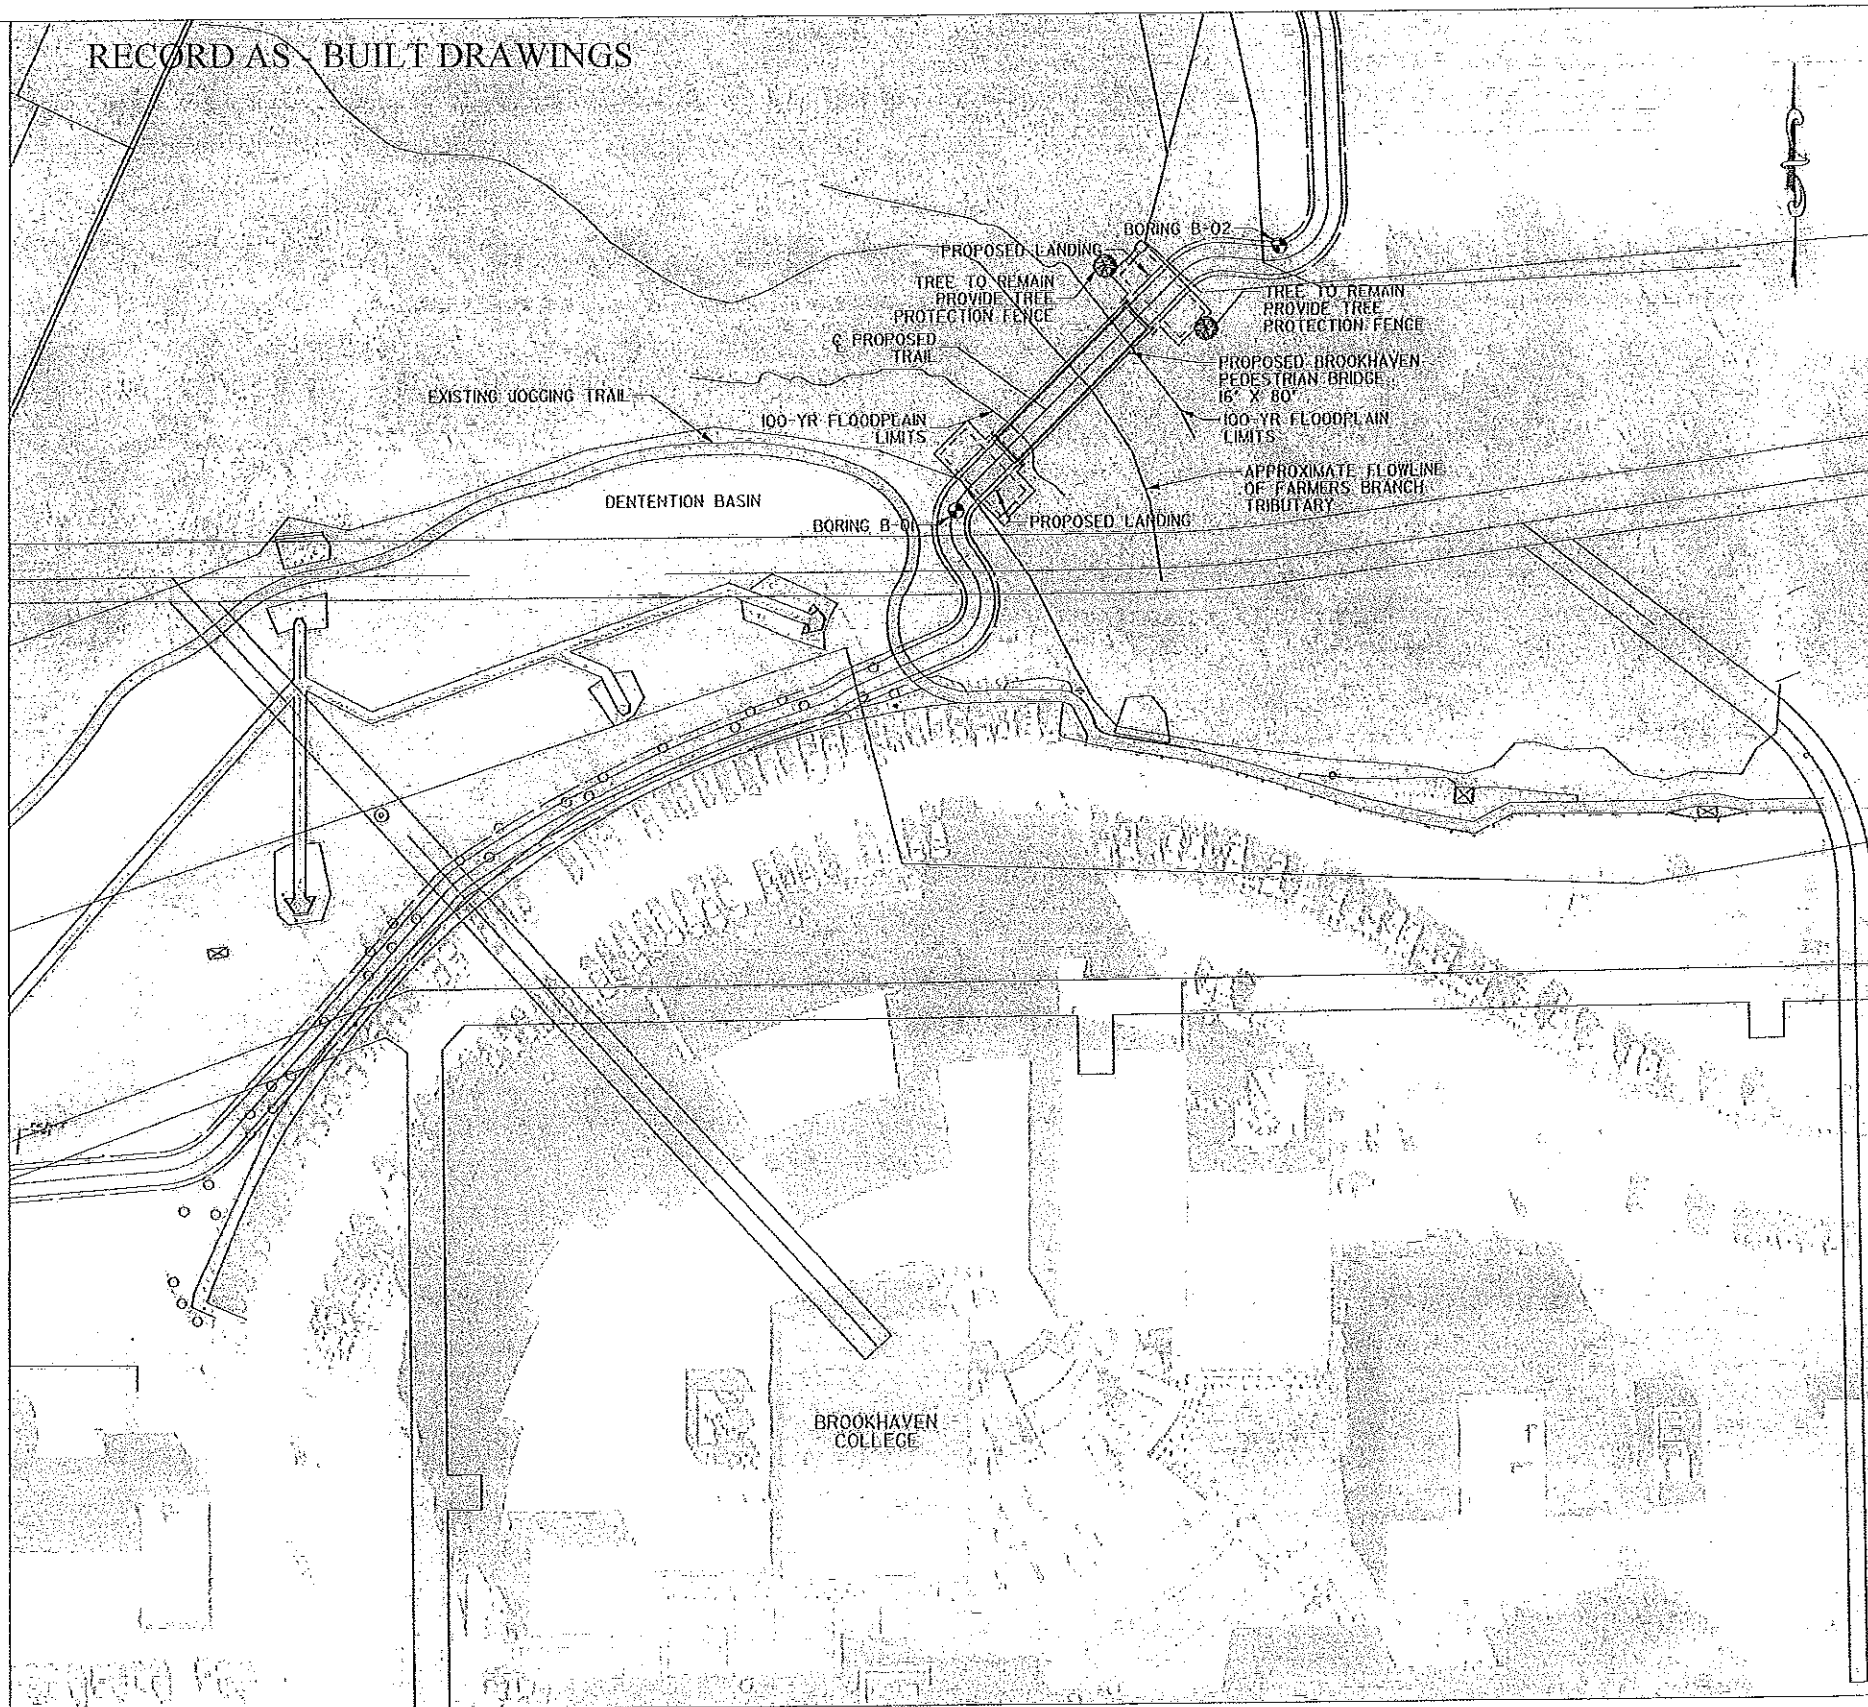 RECORD AS - BUILT DRAWINGS
BORING B-02
PROPOSED LANDING
TREE TO REMAIN
PROVIDE TREE
PROTECTION FENCE
TREE TO REMAIN
PROVIDE TREE
PROTECTION FENCE
℄ PROPOSED
TRAIL
PROPOSED BROOKHAVEN
PEDESTRIAN BRIDGE
16' X 80'
EXISTING JOGGING TRAIL
100-YR FLOODPLAIN
LIMITS
100-YR FLOODPLAIN
LIMITS
APPROXIMATE FLOWLINE
OF FARMERS BRANCH
TRIBUTARY
DENTENTION BASIN
BORING B-01
PROPOSED LANDING
BROOKHAVEN
COLLEGE